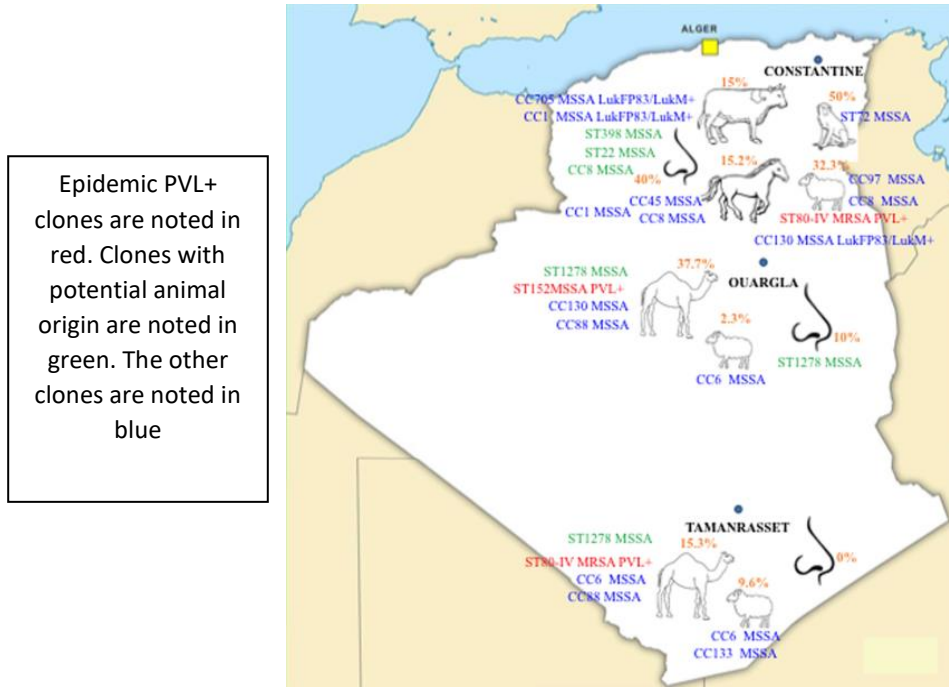 Epidemic PVL+
clones are noted in
red. Clones with
potential animal
origin are noted in
green. The other
clones are noted in
blue
ALGER
CONSTANTINE
15%
CC705 MSSA LukFP83/LukM+
CC1 MSSA LukFP83/LukM+
50%
ST72 MSSA
ST398 MSSA
ST22 MSSA
CC8 MSSA
40%
CC1 MSSA
15.2%
CC45 MSSA
CC8 MSSA
32.3%
CC97 MSSA
CC8 MSSA
ST80-IV MRSA PVL+
CC130 MSSA LukFP83/LukM+
OUARGLA
37.7%
ST1278 MSSA
ST152MSSA PVL+
CC130 MSSA
CC88 MSSA
2.3%
CC6 MSSA
10%
ST1278 MSSA
TAMANRASSET
ST1278 MSSA
15.3%
ST80-IV MRSA PVL+
CC6 MSSA
CC88 MSSA
9.6%
CC6 MSSA
CC133 MSSA
0%